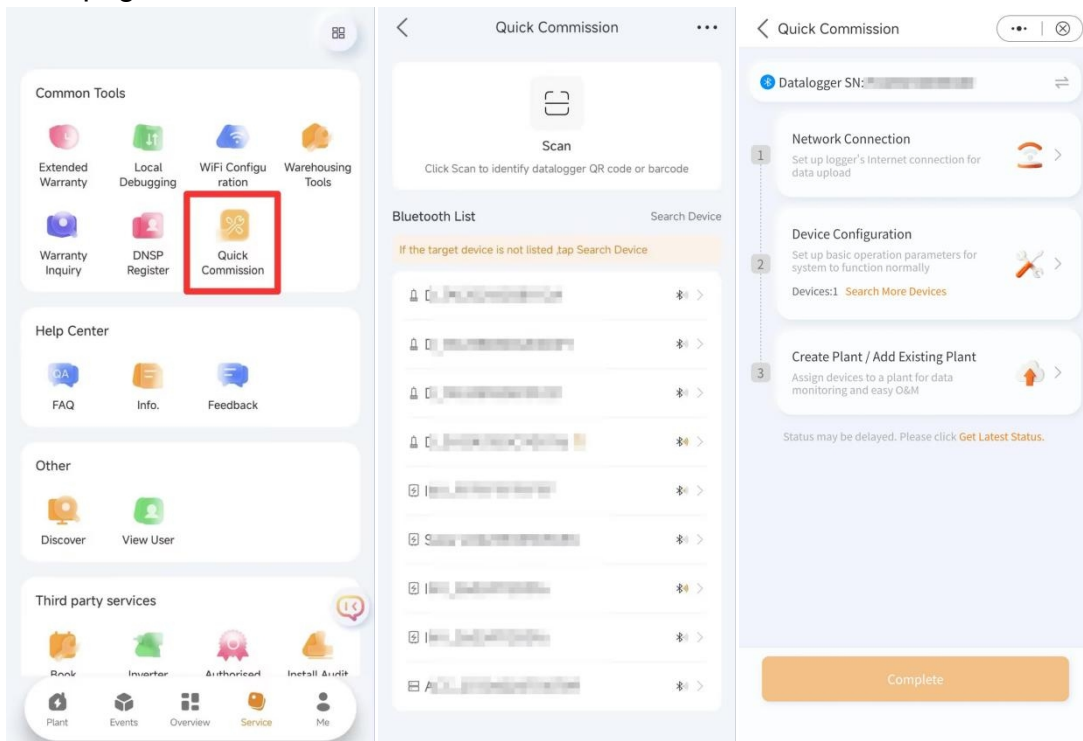 Common Tools
Extended
Warranty
Local
Debugging
WiFi Configu
ration
Warehousing
Tools
Warranty
Inquiry
DNSP
Register
Quick
Commission
Help Center
QA
FAQ
Info.
Feedback
Other
Discover
View User
Third party services
Book
Inverter
Authorised
Install Audit
Plant
Events
Overview
Service
Me
Quick Commission
Scan
Click Scan to identify datalogger QR code or barcode
Bluetooth List
Search Device
If the target device is not listed ,tap Search Device
Quick Commission
Datalogger SN:
1
Network Connection
Set up logger's Internet connection for
data upload
2
Device Configuration
Set up basic operation parameters for
system to function normally
Devices:1 Search More Devices
3
Create Plant / Add Existing Plant
Assign devices to a plant for data
monitoring and easy O&M
Status may be delayed. Please click Get Latest Status.
Complete